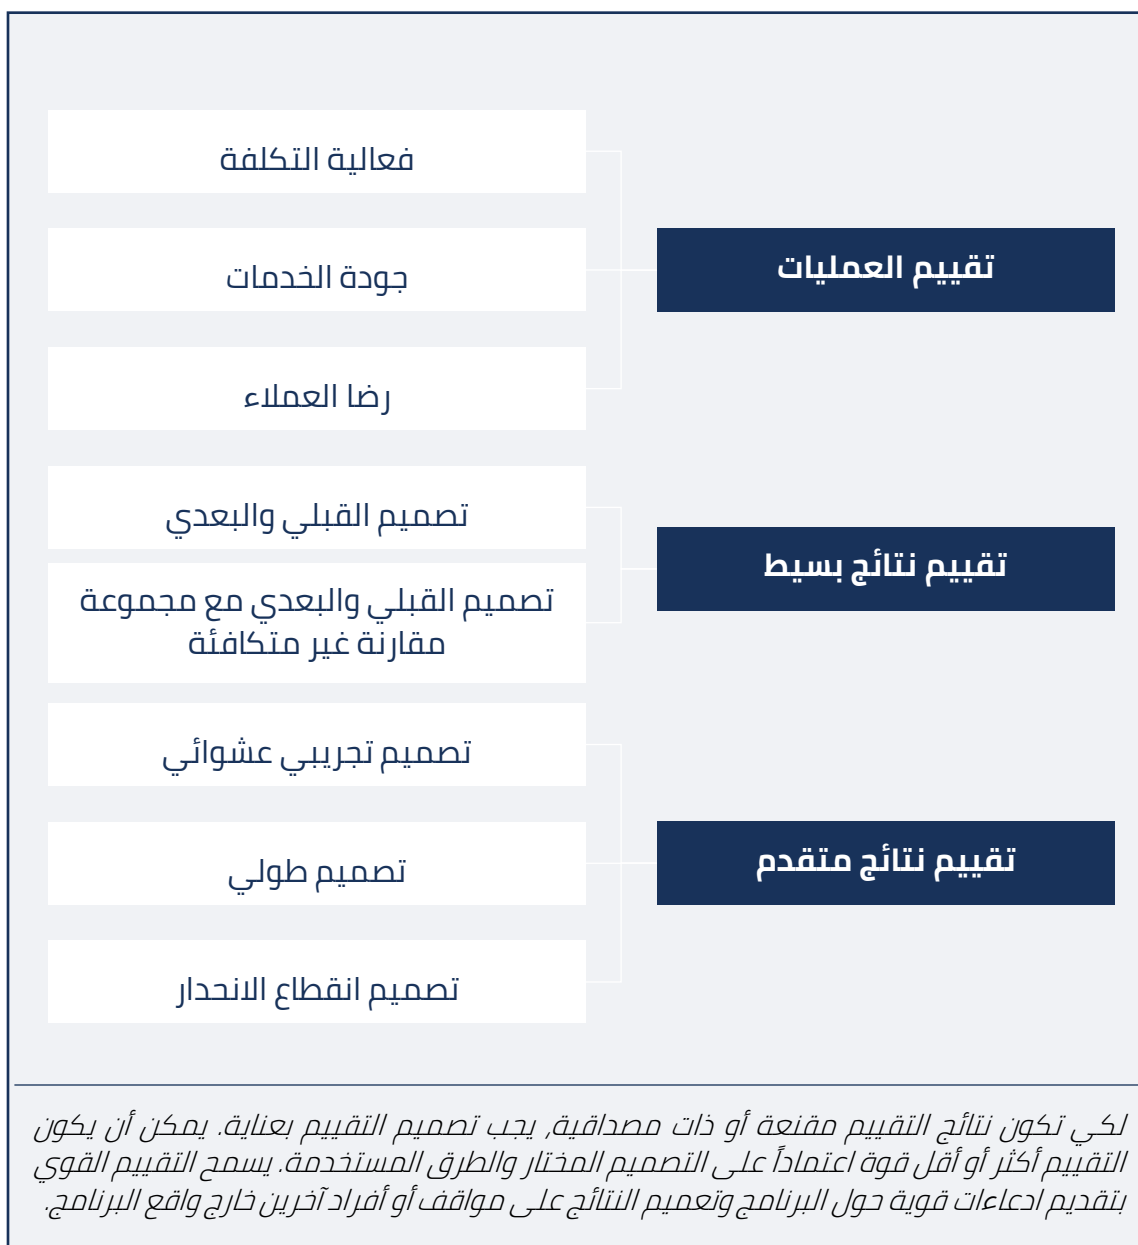 تقييم العمليات
فعالية التكلفة
جودة الخدمات
رضا العملاء
تقييم نتائج بسيط
تصميم القبلي والبعدي
تصميم القبلي والبعدي مع مجموعة
مقارنة غير متكافئة
تقييم نتائج متقدم
تصميم تجريبي عشوائي
تصميم طولي
تصميم انقطاع الانحدار
لكي تكون نتائج التقييم مقنعة أو ذات مصداقية, يجب تصميم التقييم بعناية. يمكن أن يكون
التقييم أكثر أو أقل قوة اعتماداً على التصميم المختار والطرق المستخدمة. يسمح التقييم القوي
بتقديم ادعاءات قوية حول البرنامج وتعميم النتائج على مواقف أو أفراد آخرين خارج واقع البرنامج.